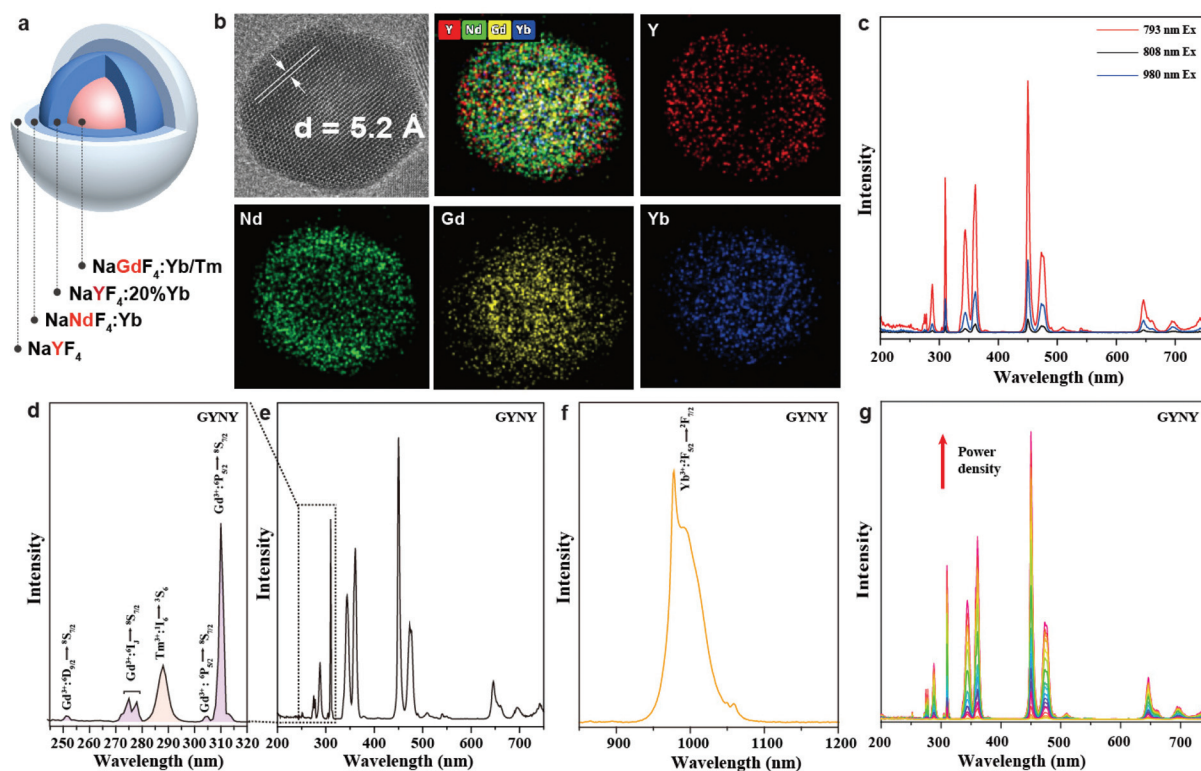 a
NaGdF₄:Yb/Tm
NaYF₄:20%Yb
NaNdF₄:Yb
NaYF₄
b
d = 5.2 Å
Y Nd Gd Yb
Y
Nd
Gd
Yb
c
793 nm Ex
808 nm Ex
980 nm Ex
Intensity
200 300 400 500 600 700
Wavelength (nm)
d
GYNY
Gd³⁺:⁶D₉/₂→⁸S₇/₂
Gd³⁺:⁶I_J→⁸S₇/₂
Tm³⁺:¹I₆→³S₆
Gd³⁺: ⁶P₅/₂→⁸S₇/₂
Gd³⁺:⁶P₅/₂→⁸S₇/₂
Intensity
250 260 270 280 290 300 310 320
Wavelength (nm)
e
GYNY
Intensity
200 300 400 500 600 700
Wavelength (nm)
f
GYNY
Yb³⁺:²F₅/₂→²F₇/₂
Intensity
900 1000 1100 1200
Wavelength (nm)
g
GYNY
Power
density
Intensity
200 300 400 500 600 700
Wavelength (nm)